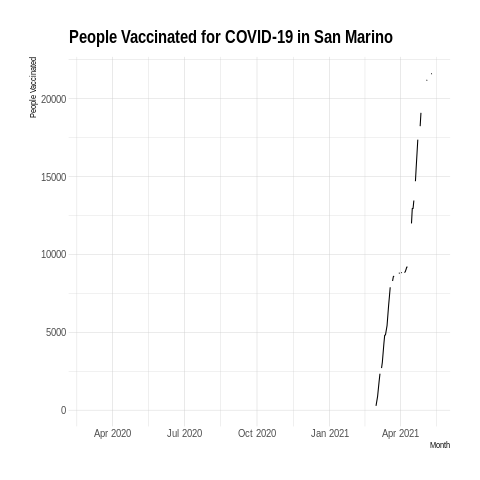 People Vaccinated for COVID-19 in San Marino
People Vaccinated
20000
15000
10000
5000
0
Apr 2020 Jul 2020 Oct 2020 Jan 2021 Apr 2021
Month